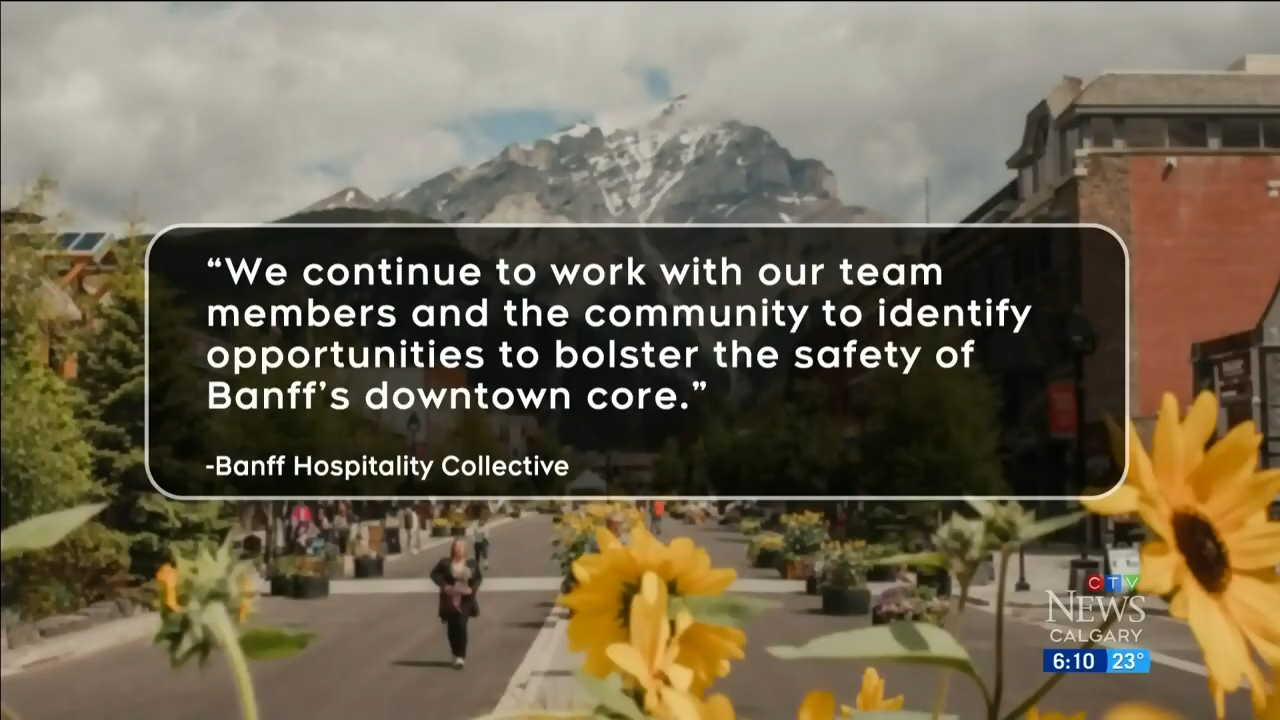 “We continue to work with our team
members and the community to identify
opportunities to bolster the safety of
Banff’s downtown core.”
-Banff Hospitality Collective
CTV
NEWS
CALGARY
6:10 23°